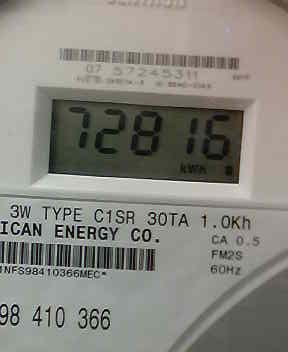 07 57245311
72816
kWh
3W TYPE C1SR 30TA 1.0Kh
ICAN ENERGY CO.
CA 0.5
FM2S
60Hz
1NFS98410366MEC*
98 410 366